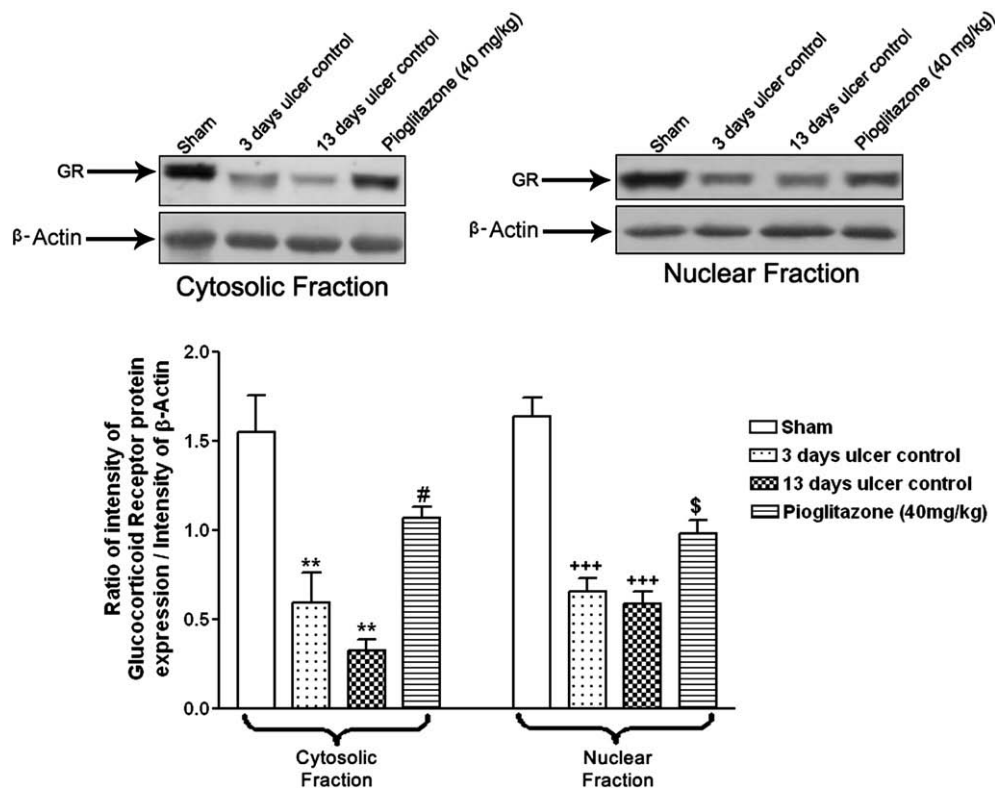 Sham
3 days ulcer control
13 days ulcer control
Pioglitazone (40 mg/kg)
GR
β-Actin
Cytosolic Fraction
Sham
3 days ulcer control
13 days ulcer control
Pioglitazone (40 mg/kg)
GR
β-Actin
Nuclear Fraction
Ratio of intensity of
Glucocorticoid Receptor protein
expression / Intensity of β-Actin
2.0
1.5
1.0
0.5
0.0
**
**
#
+++
+++
$
Cytosolic
Fraction
Nuclear
Fraction
Sham
3 days ulcer control
13 days ulcer control
Pioglitazone (40mg/kg)